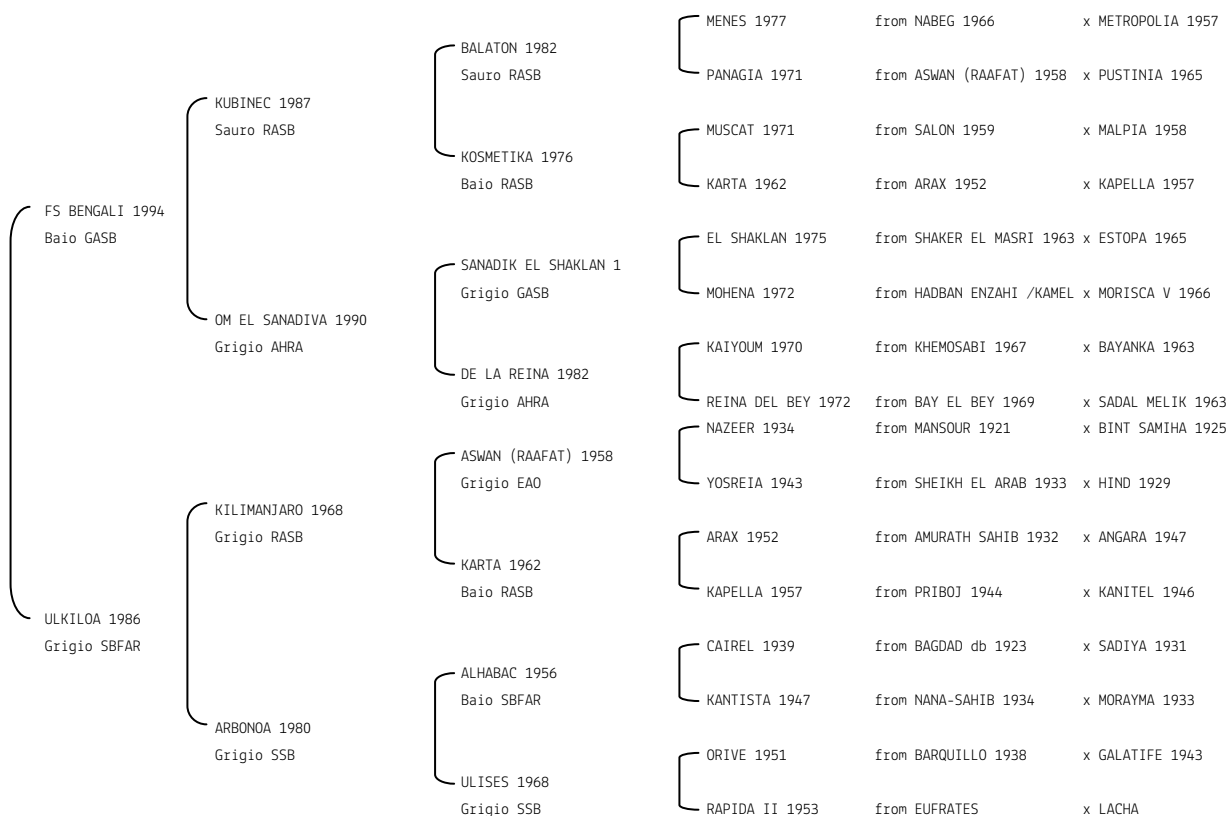 MENES 1977 from NABEG 1966 x METROPOLIA 1957
BALATON 1982
Sauro RASB
PANAGIA 1971 from ASWAN (RAAFAT) 1958 x PUSTINIA 1965
KUBINEC 1987
Sauro RASB
MUSCAT 1971 from SALON 1959 x MALPIA 1958
KOSMETIKA 1976
Baio RASB
KARTA 1962 from ARAX 1952 x KAPELLA 1957
FS BENGALI 1994
Baio GASB
EL SHAKLAN 1975 from SHAKER EL MASRI 1963 x ESTOPA 1965
SANADIK EL SHAKLAN 1
Grigio GASB
MOHENA 1972 from HADBAN ENZAHI /KAMEL x MORISCA V 1966
OM EL SANADIVA 1990
Grigio AHRA
KAIYOUM 1970 from KHEMOSABI 1967 x BAYANKA 1963
DE LA REINA 1982
Grigio AHRA
REINA DEL BEY 1972 from BAY EL BEY 1969 x SADAL MELIK 1963
NAZEER 1934 from MANSOUR 1921 x BINT SAMIHA 1925
ASWAN (RAAFAT) 1958
Grigio EAO
YOSREIA 1943 from SHEIKH EL ARAB 1933 x HIND 1929
KILIMANJARO 1968
Grigio RASB
ARAX 1952 from AMURATH SAHIB 1932 x ANGARA 1947
KARTA 1962
Baio RASB
KAPELLA 1957 from PRIBOJ 1944 x KANITEL 1946
ULKILOA 1986
Grigio SBFAR
CAIREL 1939 from BAGDAD db 1923 x SADIYA 1931
ALHABAC 1956
Baio SBFAR
KANTISTA 1947 from NANA-SAHIB 1934 x MORAYMA 1933
ARBONOA 1980
Grigio SSB
ORIVE 1951 from BARQUILLO 1938 x GALATIFE 1943
ULISES 1968
Grigio SSB
RAPIDA II 1953 from EUFRATES x LACHA